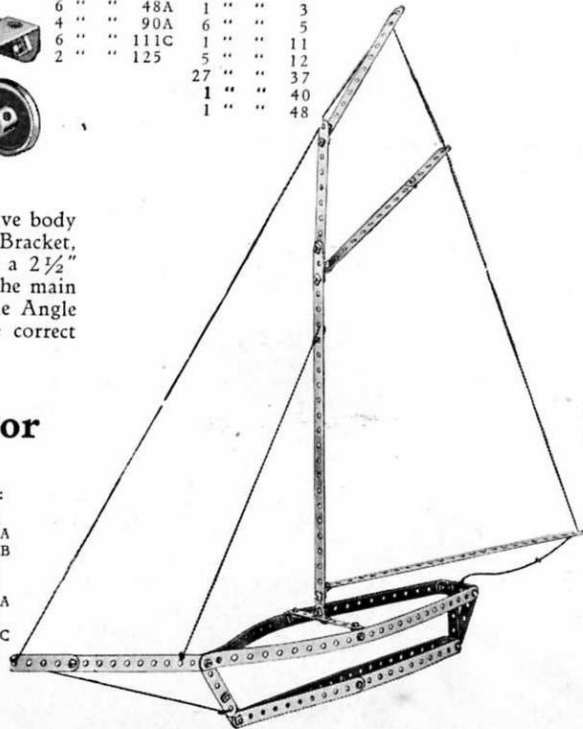 6 " " 48A
4 " " 90A
6 " " 111C
2 " " 125
1 " " 3
6 " " 5
1 " " 11
5 " " 12
27 " " 37
1 " " 40
1 " " 48
ve body
Bracket,
a 2½"
he main
e Angle
correct
or
:
A
B
A
C